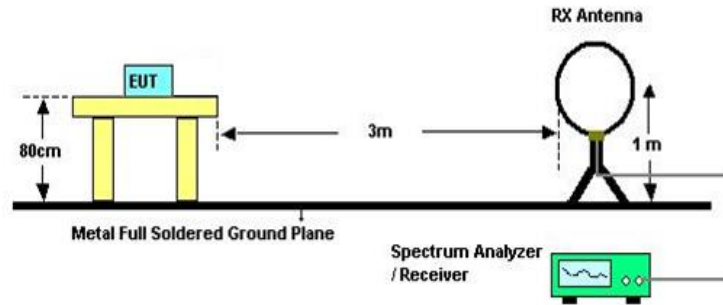 RX Antenna
EUT
3m
80cm
1 m
Metal Full Soldered Ground Plane
Spectrum Analyzer
/ Receiver